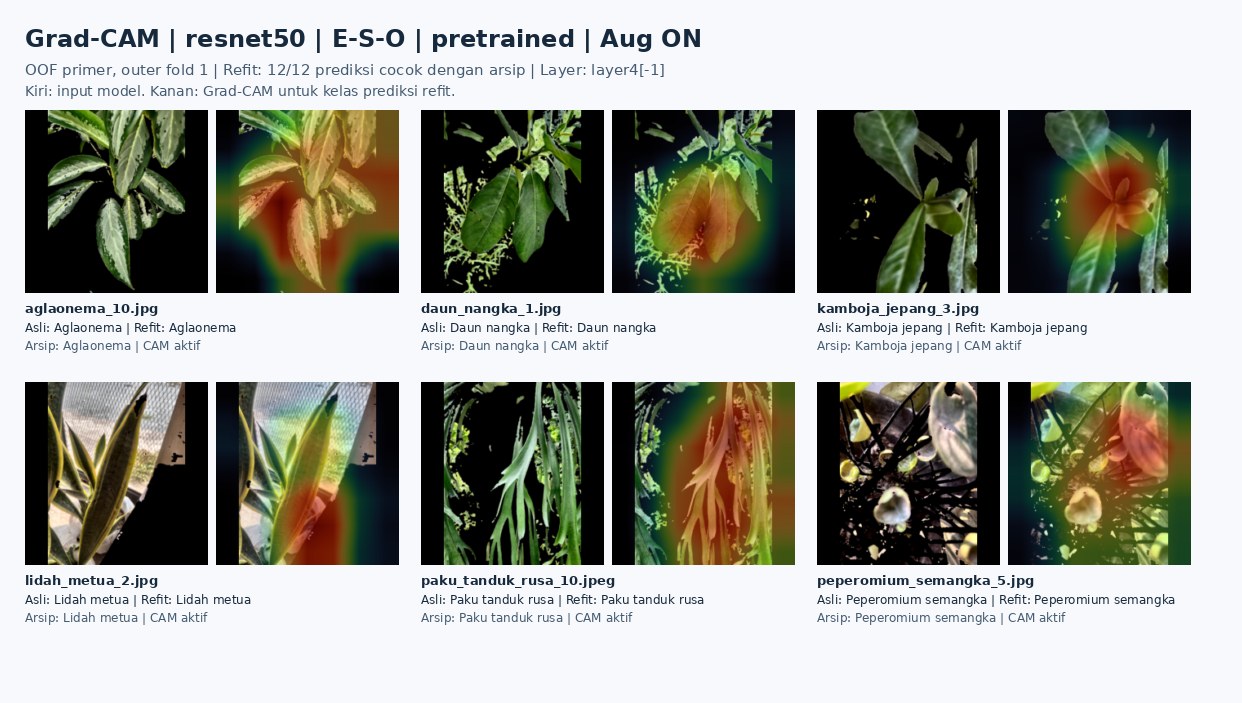 Grad-CAM | resnet50 | E-S-O | pretrained | Aug ON
OOF primer, outer fold 1 | Refit: 12/12 prediksi cocok dengan arsip | Layer: layer4[-1]
Kiri: input model. Kanan: Grad-CAM untuk kelas prediksi refit.
aglaonema_10.jpg
Asli: Aglaonema | Refit: Aglaonema
Arsip: Aglaonema | CAM aktif
daun_nangka_1.jpg
Asli: Daun nangka | Refit: Daun nangka
Arsip: Daun nangka | CAM aktif
kamboja_jepang_3.jpg
Asli: Kamboja jepang | Refit: Kamboja jepang
Arsip: Kamboja jepang | CAM aktif
lidah_metua_2.jpg
Asli: Lidah metua | Refit: Lidah metua
Arsip: Lidah metua | CAM aktif
paku_tanduk_rusa_10.jpeg
Asli: Paku tanduk rusa | Refit: Paku tanduk rusa
Arsip: Paku tanduk rusa | CAM aktif
peperomium_semangka_5.jpg
Asli: Peperomium semangka | Refit: Peperomium semangka
Arsip: Peperomium semangka | CAM aktif